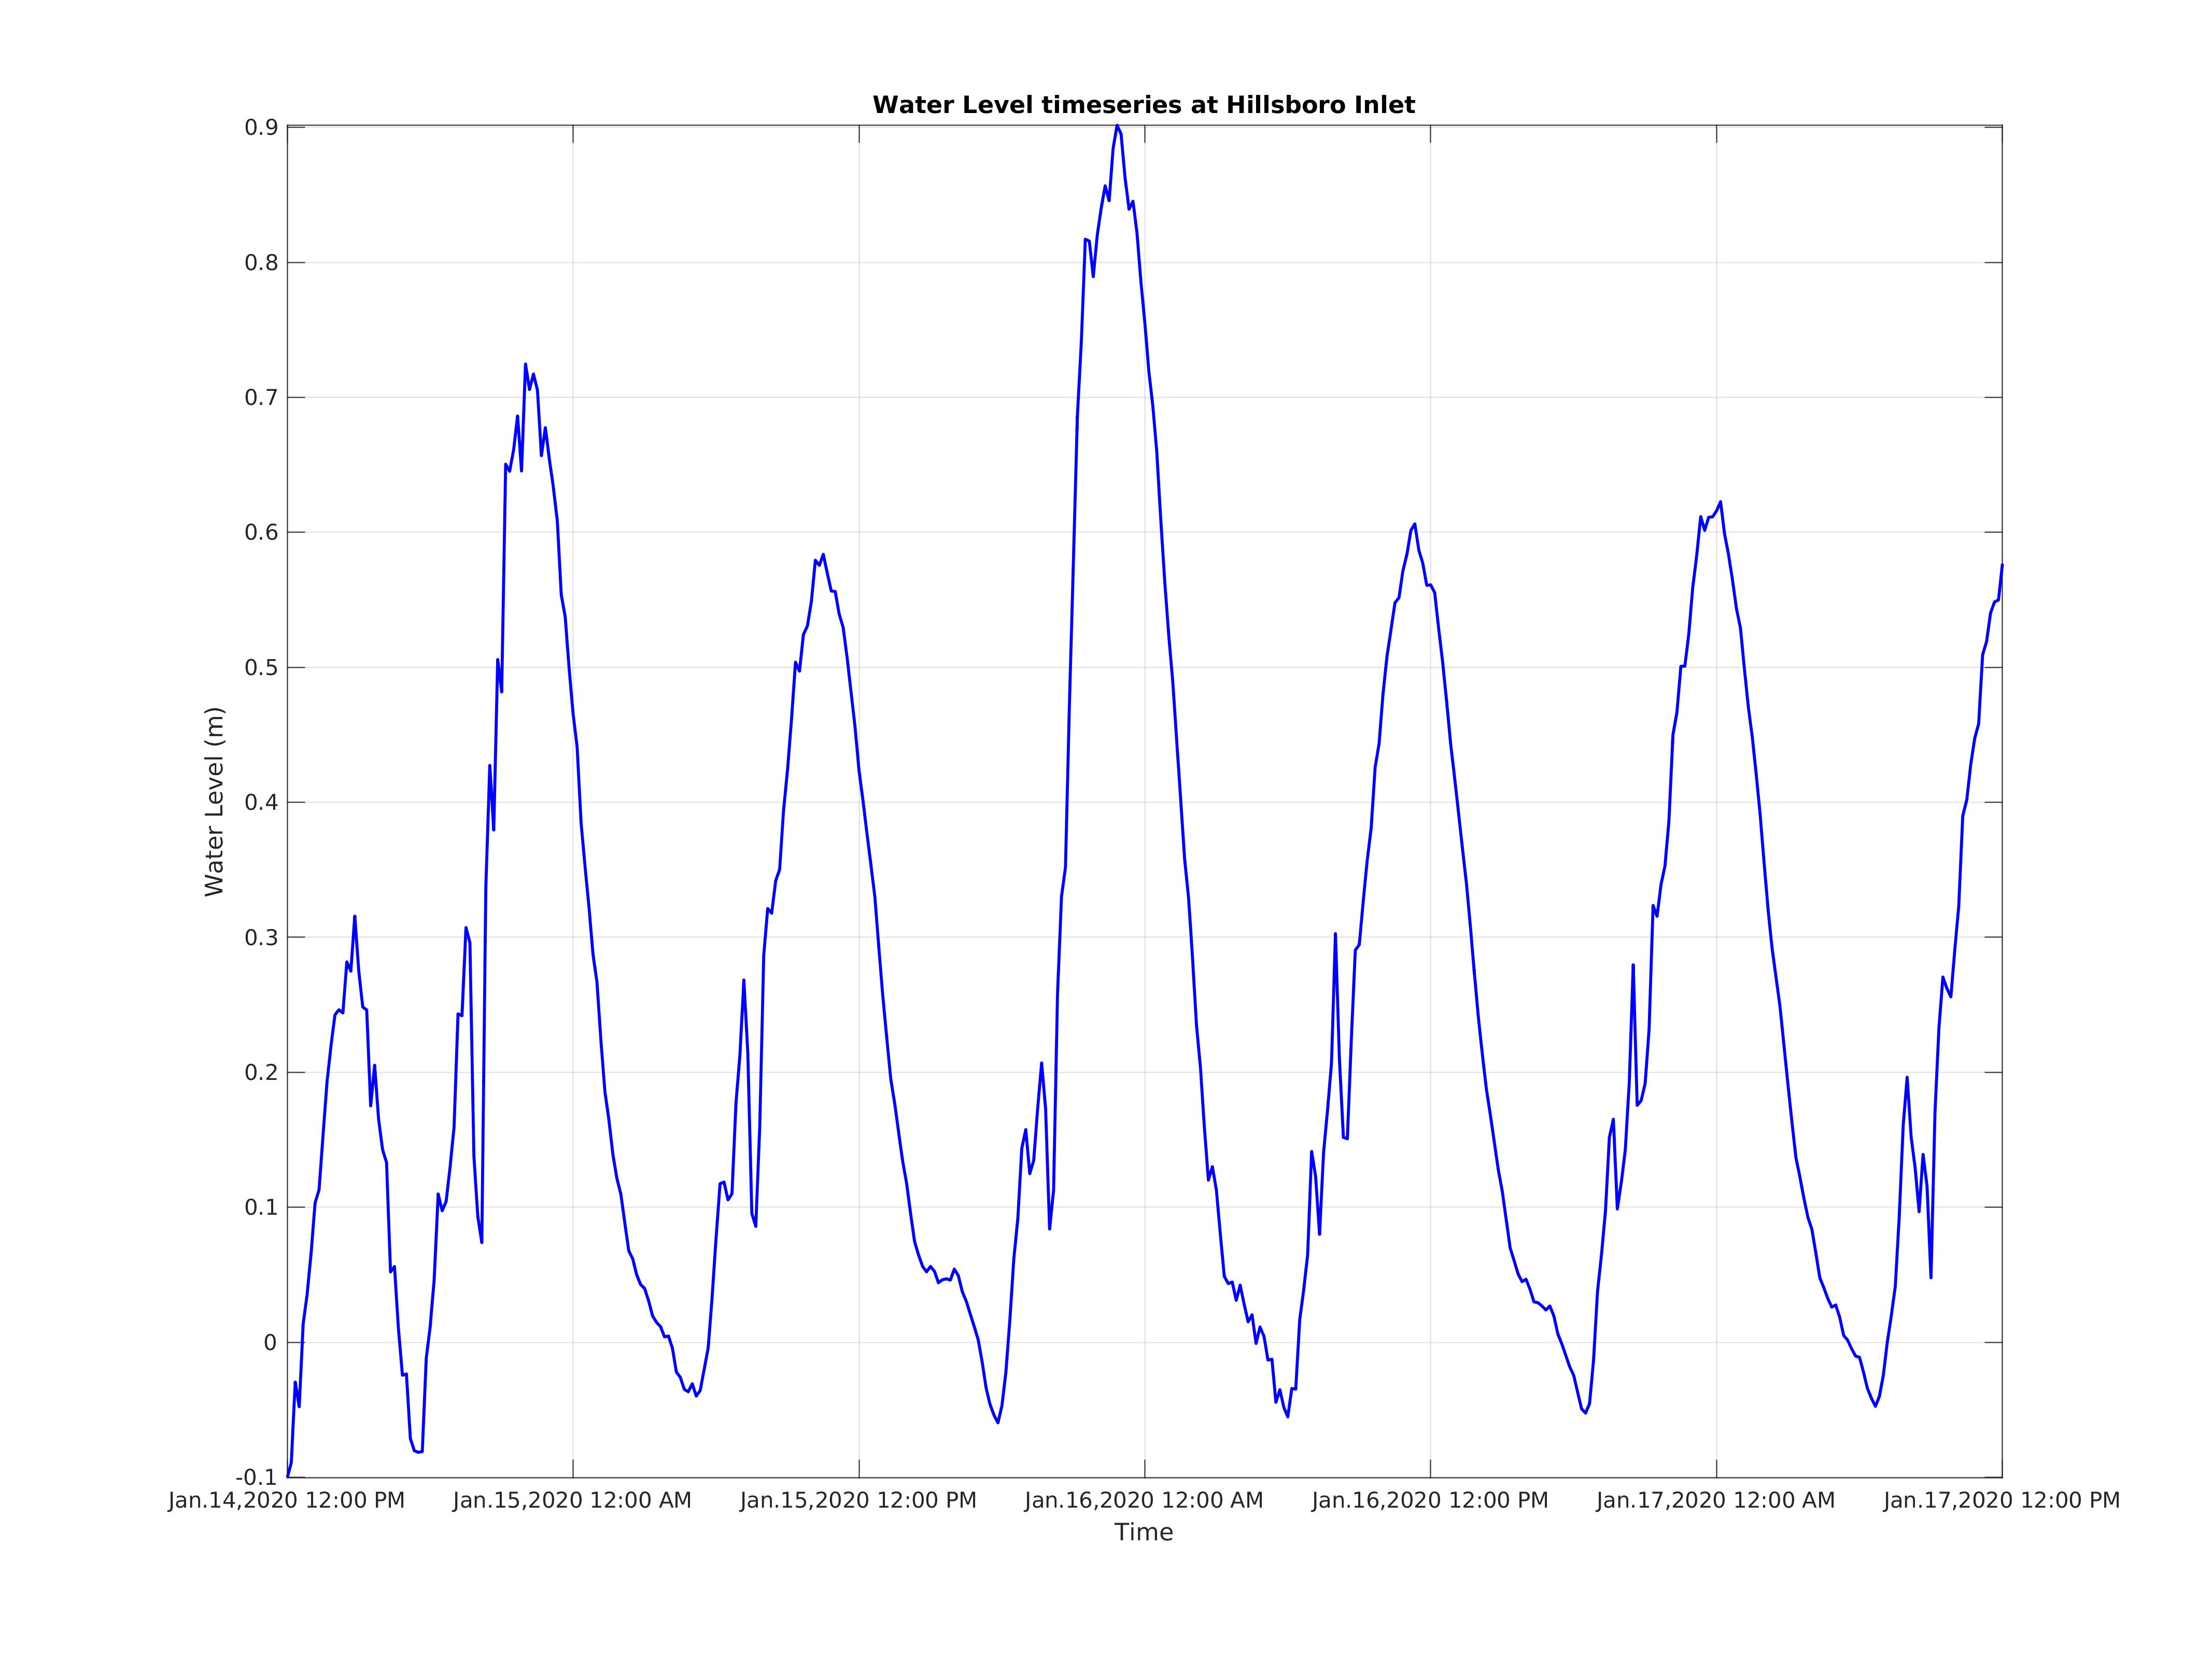 Water Level timeseries at Hillsboro Inlet
0.9
0.8
0.7
0.6
0.5
0.4
0.3
0.2
0.1
0
-0.1
Water Level (m)
Jan.14,2020 12:00 PM Jan.15,2020 12:00 AM Jan.15,2020 12:00 PM Jan.16,2020 12:00 AM Jan.16,2020 12:00 PM Jan.17,2020 12:00 AM Jan.17,2020 12:00 PM
Time